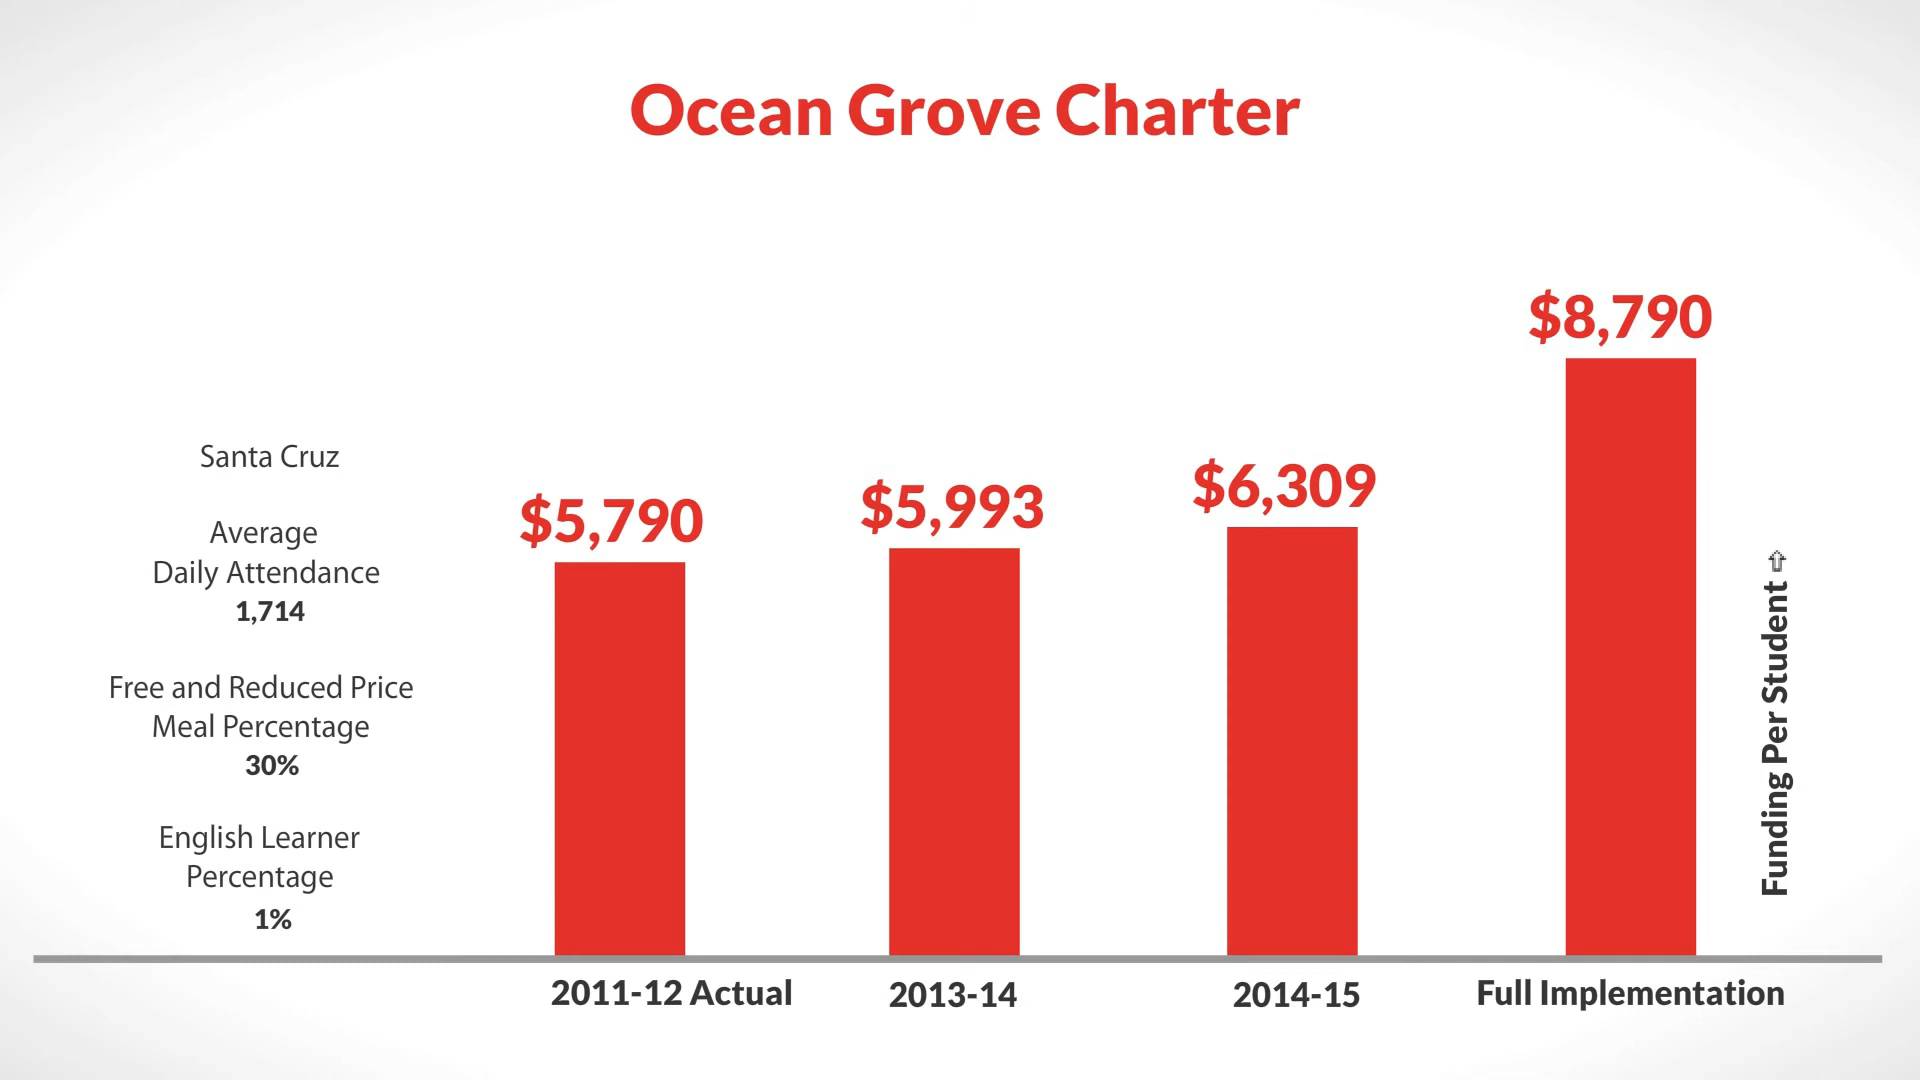 Ocean Grove Charter
Santa Cruz
Average
Daily Attendance
1,714
Free and Reduced Price
Meal Percentage
30%
English Learner
Percentage
1%
$5,790
$5,993
$6,309
$8,790
2011-12 Actual
2013-14
2014-15
Full Implementation
Funding Per Student ⇧